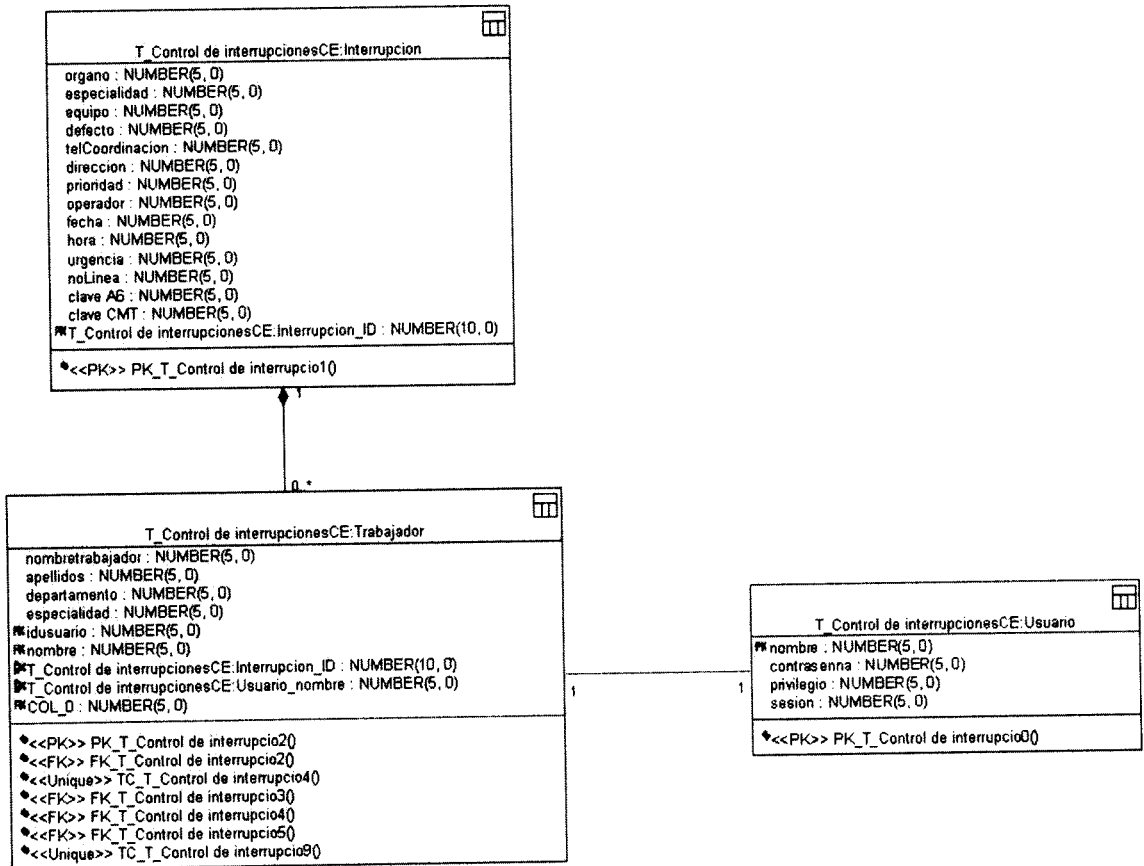 T_Control de interrupcionesCE:Interrupcion
organo : NUMBER(5, 0)
especialidad : NUMBER(5, 0)
equipo : NUMBER(5, 0)
defecto : NUMBER(5, 0)
telCoordinacion : NUMBER(5, 0)
direccion : NUMBER(5, 0)
prioridad : NUMBER(5, 0)
operador : NUMBER(5, 0)
fecha : NUMBER(5, 0)
hora : NUMBER(5, 0)
urgencia : NUMBER(5, 0)
noLinea : NUMBER(5, 0)
clave A6 : NUMBER(5, 0)
clave CMT : NUMBER(5, 0)
PK T_Control de interrupcionesCE:Interrupcion_ID : NUMBER(10, 0)
<<PK>> PK_T_Control de interrupcio1()
1
0..*
T_Control de interrupcionesCE:Trabajador
nombretrabajador : NUMBER(5, 0)
apellidos : NUMBER(5, 0)
departamento : NUMBER(5, 0)
especialidad : NUMBER(5, 0)
PK idusuario : NUMBER(5, 0)
PK nombre : NUMBER(5, 0)
T_Control de interrupcionesCE:Interrupcion_ID : NUMBER(10, 0)
T_Control de interrupcionesCE:Usuario_nombre : NUMBER(5, 0)
PK COL_0 : NUMBER(5, 0)
<<PK>> PK_T_Control de interrupcio2()
<<FK>> FK_T_Control de interrupcio2()
<<Unique>> TC_T_Control de interrupcio4()
<<FK>> FK_T_Control de interrupcio3()
<<FK>> FK_T_Control de interrupcio4()
<<FK>> FK_T_Control de interrupcio5()
<<Unique>> TC_T_Control de interrupcio9()
1
1
T_Control de interrupcionesCE:Usuario
PK nombre : NUMBER(5, 0)
contrasenna : NUMBER(5, 0)
privilegio : NUMBER(5, 0)
sesion : NUMBER(5, 0)
<<PK>> PK_T_Control de interrupcio0()